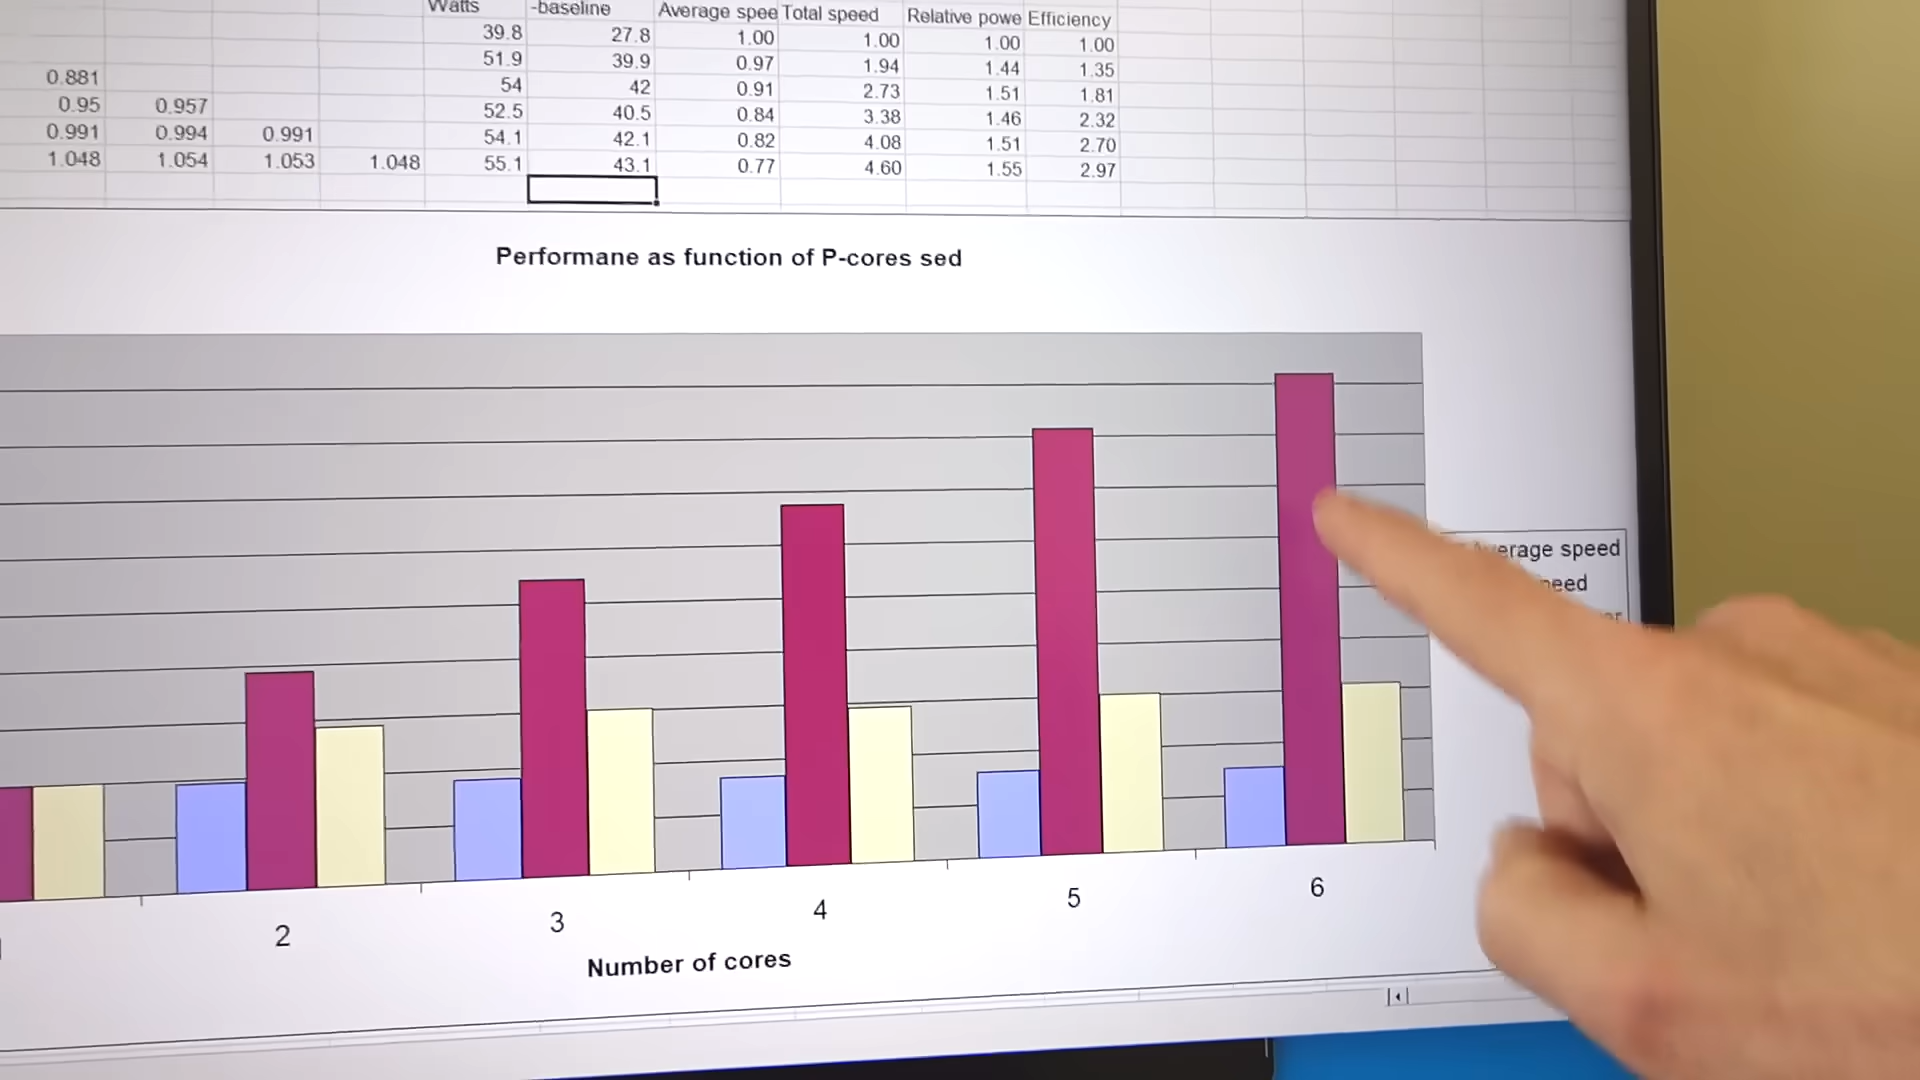 Watts -baseline Average spee Total speed Relative powe Efficiency
39.8 27.8 1.00 1.00 1.00 1.00
51.9 39.9 0.97 1.94 1.44 1.35
0.881 54 42 0.91 2.73 1.51 1.81
0.95 0.957 52.5 40.5 0.84 3.38 1.46 2.32
0.991 0.994 0.991 54.1 42.1 0.82 4.08 1.51 2.70
1.048 1.054 1.053 1.048 55.1 43.1 0.77 4.60 1.55 2.97
Performane as function of P-cores sed
erage speed
eed
2 3 4 5 6
Number of cores